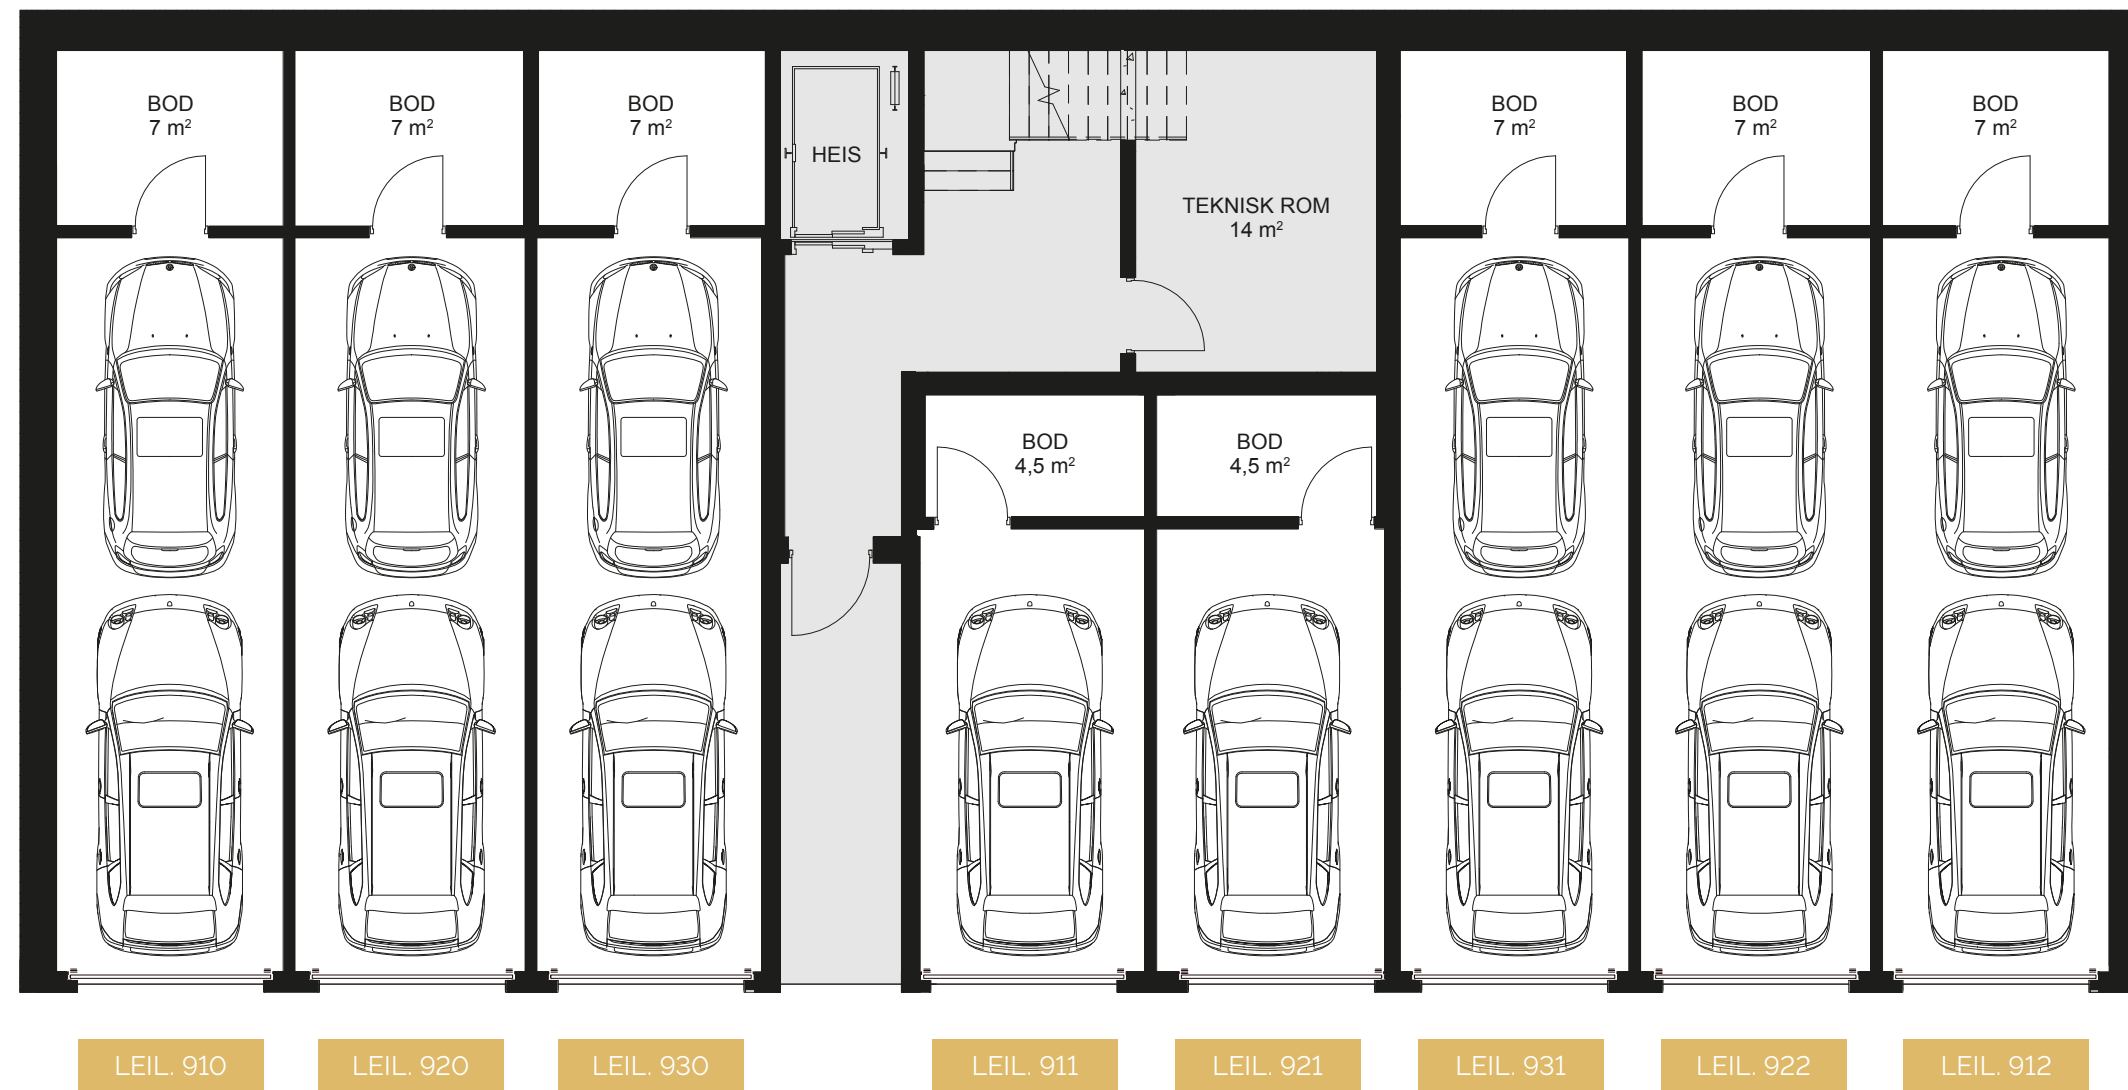 BOD
7 m²
BOD
7 m²
BOD
7 m²
HEIS
TEKNISK ROM
14 m²
BOD
7 m²
BOD
7 m²
BOD
7 m²
BOD
4,5 m²
BOD
4,5 m²
LEIL. 910
LEIL. 920
LEIL. 930
LEIL. 911
LEIL. 921
LEIL. 931
LEIL. 922
LEIL. 912